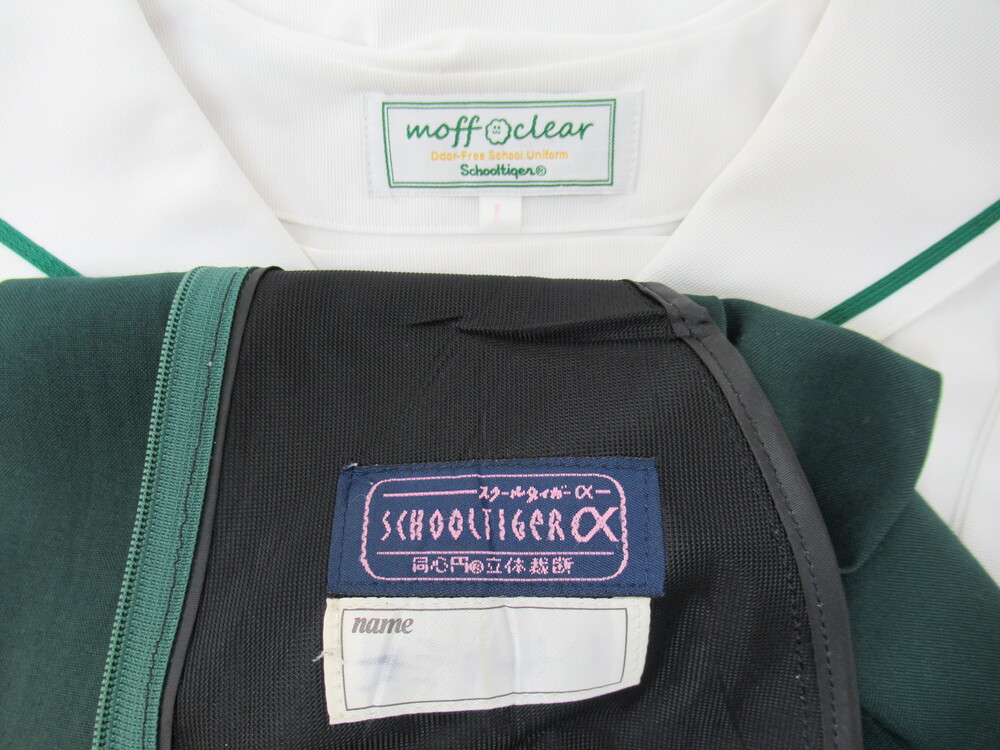 moff clear
Odor-Free School Uniform
Schooltiger®
L
スクールタイガーα
SCHOOLTIGER α
同心円®立体裁断
name